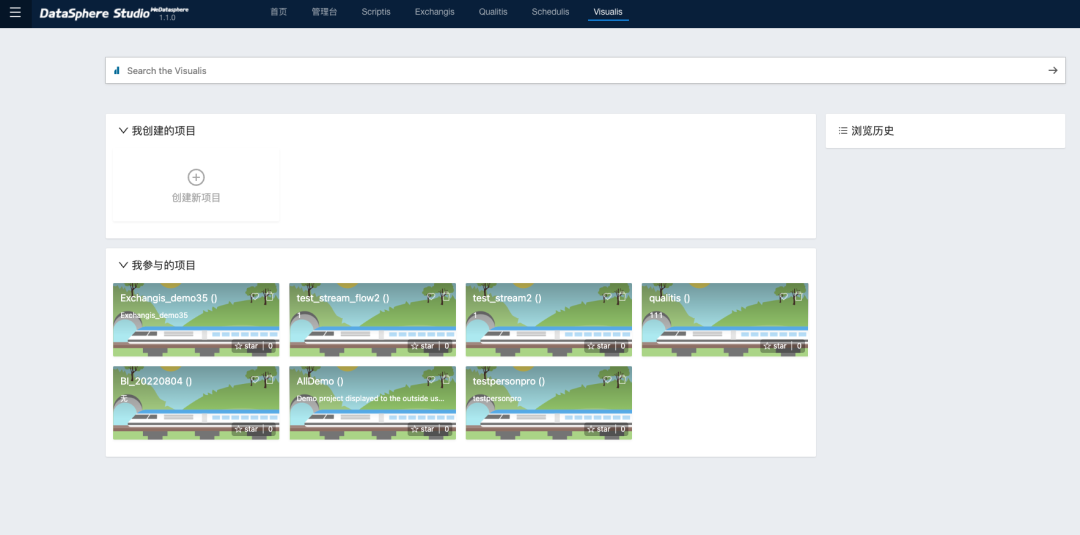 DataSphere Studio WeDatasphere 1.1.0
首页 管理台 Scriptis Exchangis Qualitis Schedulis Visualis
Search the Visualis
我创建的项目
浏览历史
创建新项目
我参与的项目
Exchangis_demo35 ()
Exchangis_demo35
star 0
test_stream_flow2 ()
1
star 0
test_stream2 ()
1
star 0
qualitis ()
111
star 0
BI_20220804 ()
无
star 0
AllDemo ()
Demo project displayed to the outside us...
star 0
testpersonpro ()
testpersonpro
star 0